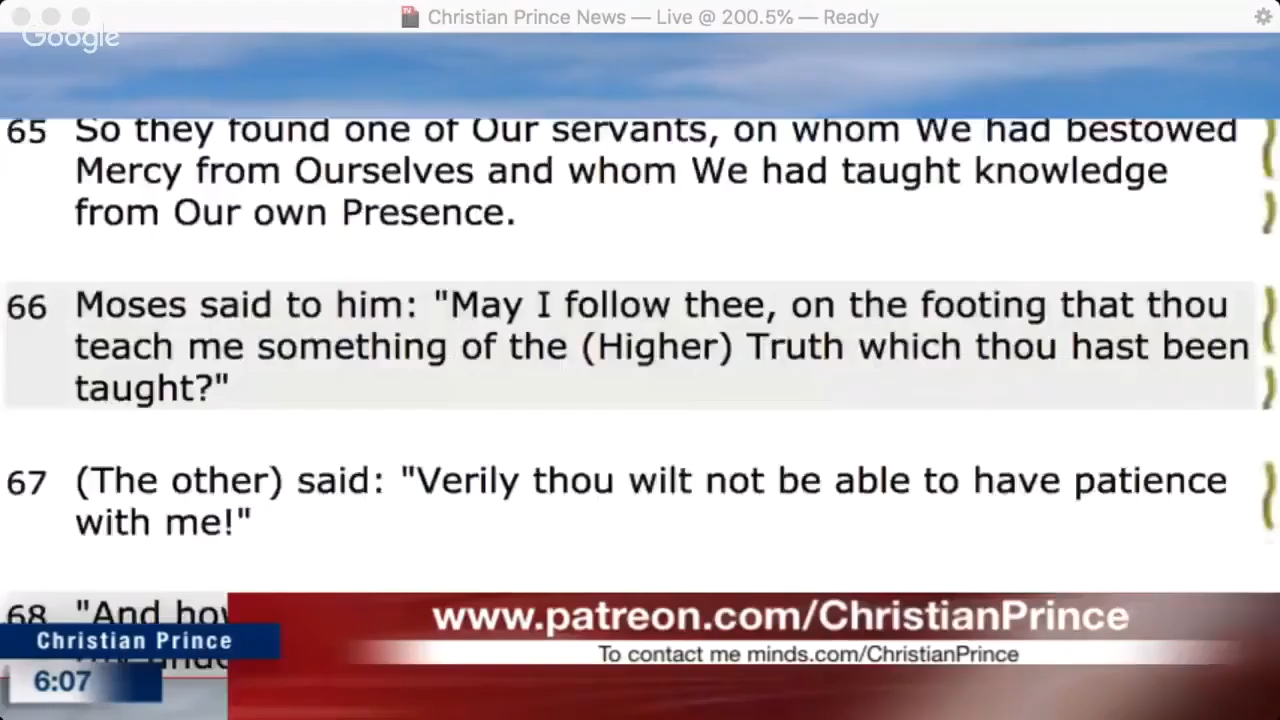 Christian Prince News — Live @ 200.5% — Ready
Google
65 So they found one of Our servants, on whom We had bestowed
Mercy from Ourselves and whom We had taught knowledge
from Our own Presence.
66 Moses said to him: "May I follow thee, on the footing that thou
teach me something of the (Higher) Truth which thou hast been
taught?"
67 (The other) said: "Verily thou wilt not be able to have patience
with me!"
68 "And
www.patreon.com/ChristianPrince
Christian Prince
To contact me minds.com/ChristianPrince
6:07